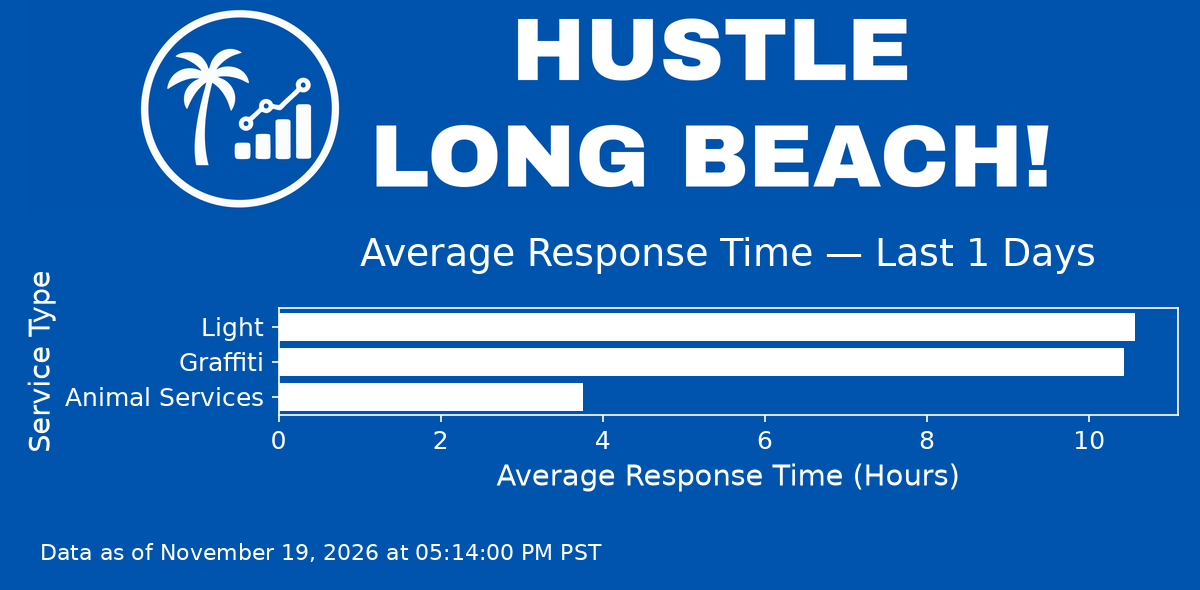 HUSTLE
LONG BEACH!
Average Response Time — Last 1 Days
Service Type
Light
Graffiti
Animal Services
0 2 4 6 8 10
Average Response Time (Hours)
Data as of November 19, 2026 at 05:14:00 PM PST